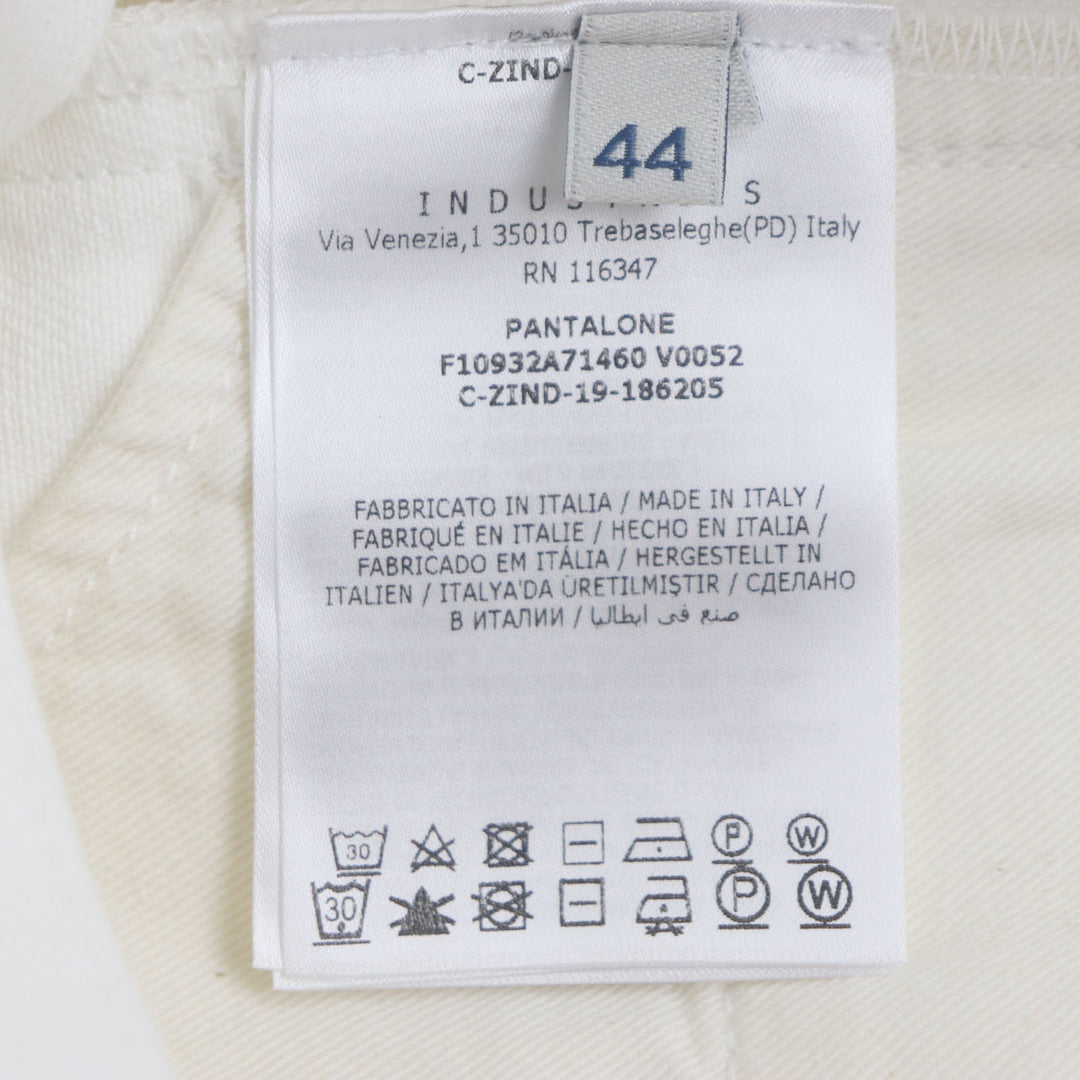 C-ZIND-
44
INDUS S
Via Venezia,1 35010 Trebaseleghe(PD) Italy
RN 116347
PANTALONE
F10932A71460 V0052
C-ZIND-19-186205
FABBRICATO IN ITALIA / MADE IN ITALY /
FABRIQUÉ EN ITALIE / HECHO EN ITALIA /
FABRICADO EM ITÁLIA / HERGESTELLT IN
ITALIEN / ITALYA'DA ÜRETILMIŞTIR / СДЕЛАНО
В ИТАЛИИ / صنع في ايطاليا
30 P W
30 P W